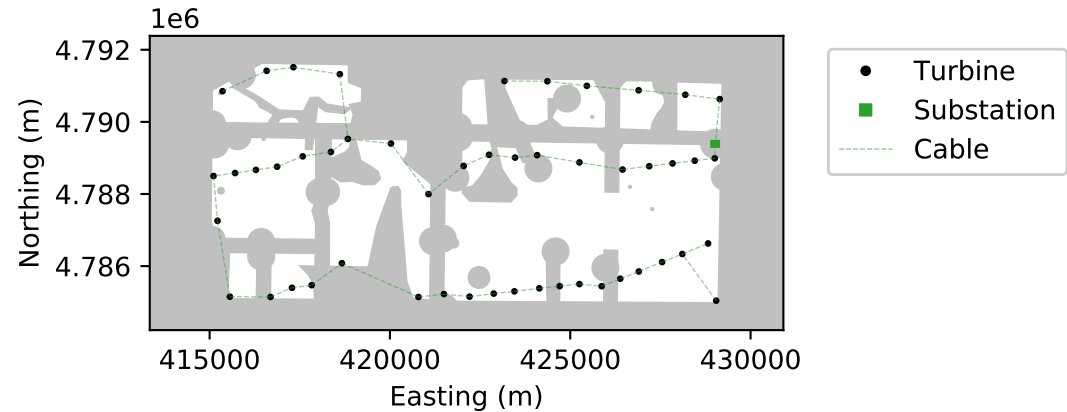 1e6
4.792
4.790
4.788
4.786
Northing (m)
415000
420000
425000
430000
Easting (m)
Turbine
Substation
Cable